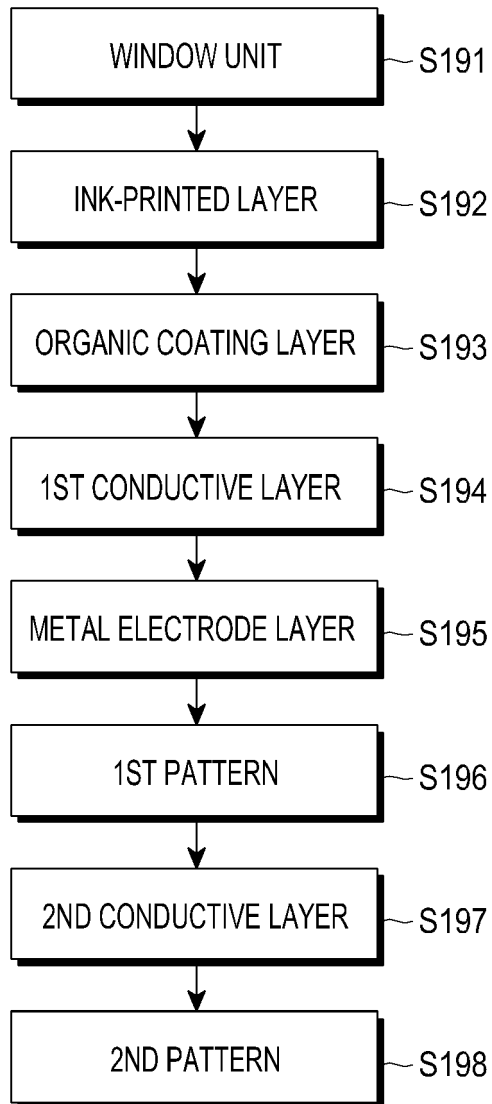 WINDOW UNIT S191
INK-PRINTED LAYER S192
ORGANIC COATING LAYER S193
1ST CONDUCTIVE LAYER S194
METAL ELECTRODE LAYER S195
1ST PATTERN S196
2ND CONDUCTIVE LAYER S197
2ND PATTERN S198